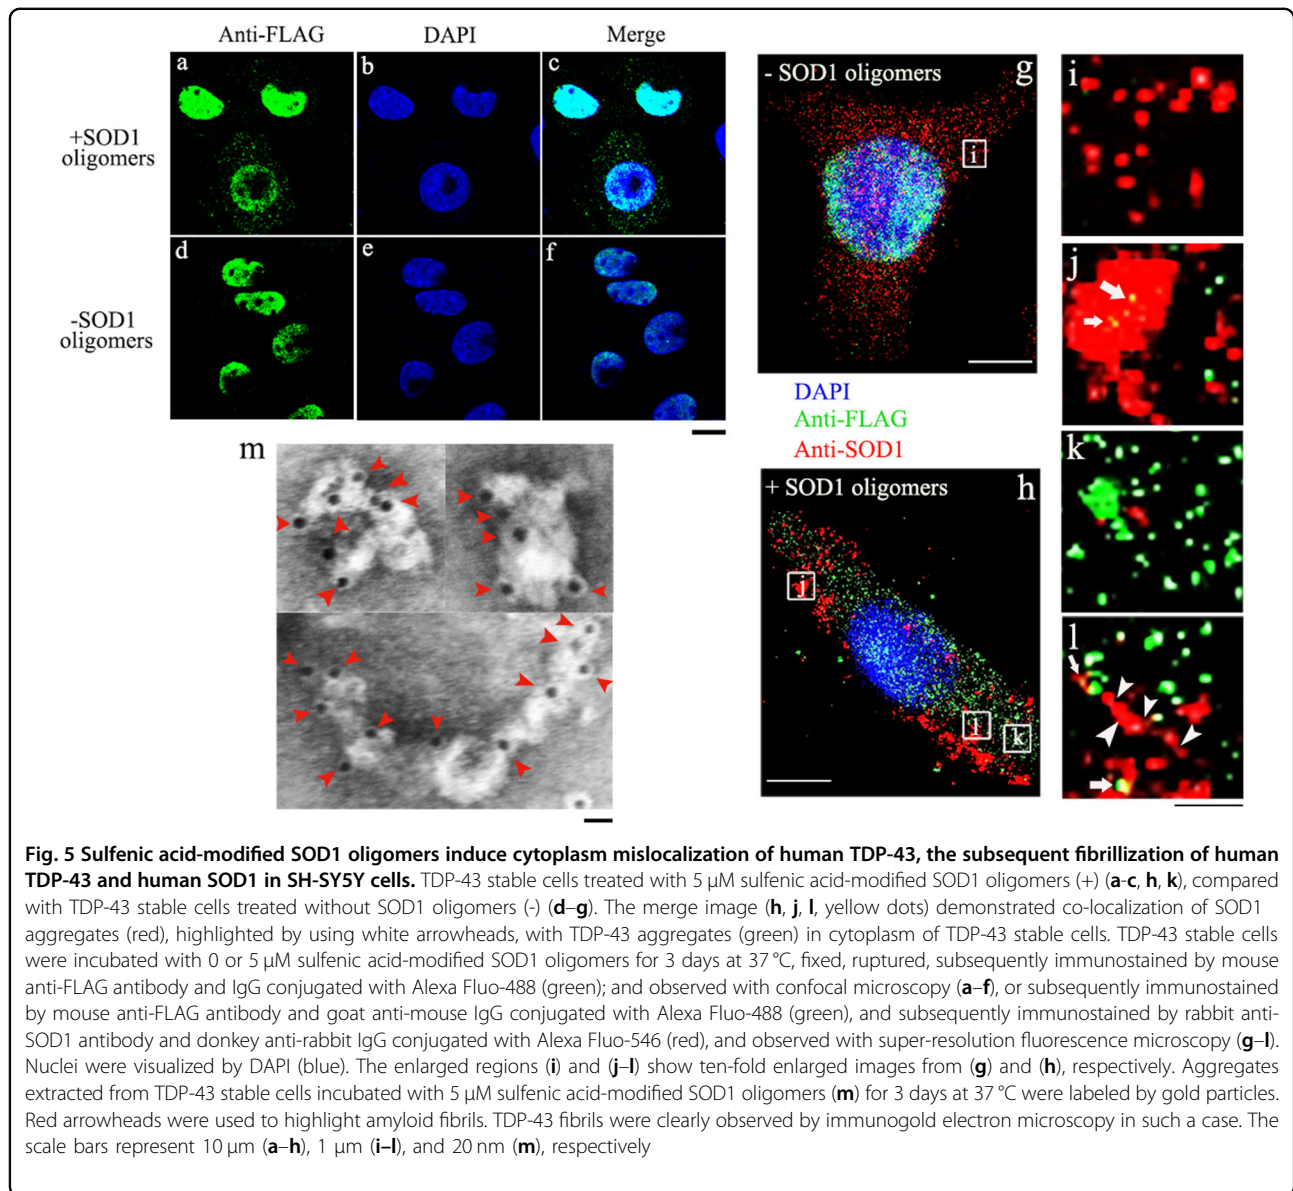 Anti-FLAG DAPI Merge
+SOD1
oligomers
a b c
-SOD1
oligomers
d e f
- SOD1 oligomers g
i
i
j
DAPI
Anti-FLAG
Anti-SOD1
k
m
+ SOD1 oligomers h
j
l k
l
Fig. 5 Sulfenic acid-modified SOD1 oligomers induce cytoplasm mislocalization of human TDP-43, the subsequent fibrillization of human
TDP-43 and human SOD1 in SH-SY5Y cells. TDP-43 stable cells treated with 5 μM sulfenic acid-modified SOD1 oligomers (+) (a-c, h, k), compared
with TDP-43 stable cells treated without SOD1 oligomers (-) (d–g). The merge image (h, j, l, yellow dots) demonstrated co-localization of SOD1
aggregates (red), highlighted by using white arrowheads, with TDP-43 aggregates (green) in cytoplasm of TDP-43 stable cells. TDP-43 stable cells
were incubated with 0 or 5 μM sulfenic acid-modified SOD1 oligomers for 3 days at 37 °C, fixed, ruptured, subsequently immunostained by mouse
anti-FLAG antibody and IgG conjugated with Alexa Fluo-488 (green); and observed with confocal microscopy (a–f), or subsequently immunostained
by mouse anti-FLAG antibody and goat anti-mouse IgG conjugated with Alexa Fluo-488 (green), and subsequently immunostained by rabbit anti-
SOD1 antibody and donkey anti-rabbit IgG conjugated with Alexa Fluo-546 (red), and observed with super-resolution fluorescence microscopy (g–l).
Nuclei were visualized by DAPI (blue). The enlarged regions (i) and (j–l) show ten-fold enlarged images from (g) and (h), respectively. Aggregates
extracted from TDP-43 stable cells incubated with 5 μM sulfenic acid-modified SOD1 oligomers (m) for 3 days at 37 °C were labeled by gold particles.
Red arrowheads were used to highlight amyloid fibrils. TDP-43 fibrils were clearly observed by immunogold electron microscopy in such a case. The
scale bars represent 10 μm (a–h), 1 μm (i–l), and 20 nm (m), respectively